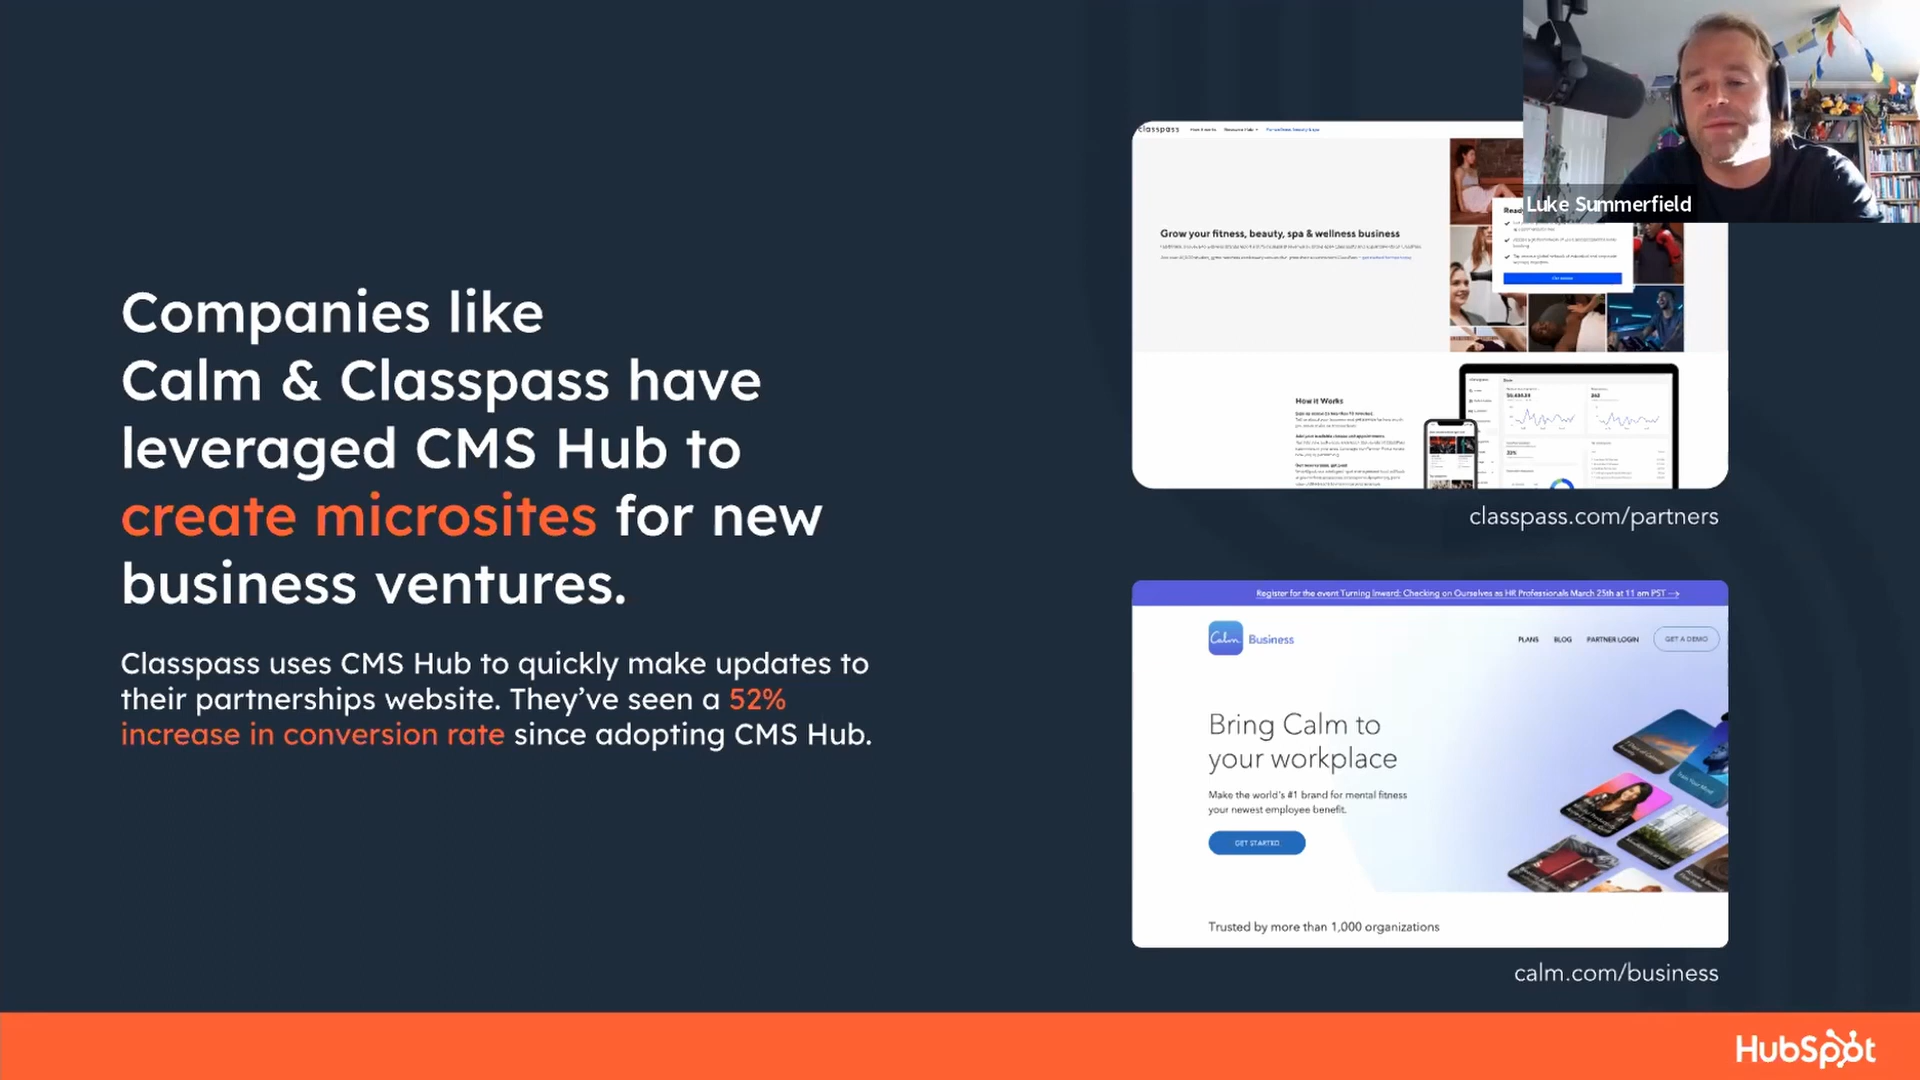 Companies like
Calm & Classpass have
leveraged CMS Hub to
create microsites for new
business ventures.
Classpass uses CMS Hub to quickly make updates to
their partnerships website. They've seen a 52%
increase in conversion rate since adopting CMS Hub.
Luke Summerfield
classpass
Grow your fitness, beauty, spa & wellness business
Ready
How it Works
classpass.com/partners
Register for the event Turning Inward: Checking on Ourselves as HR Professionals March 25th at 11 am PST →
Calm Business
PLANS BLOG PARTNER LOGIN GET A DEMO
Bring Calm to
your workplace
Make the world's #1 brand for mental fitness
your newest employee benefit.
Trusted by more than 1,000 organizations
calm.com/business
HubSpot